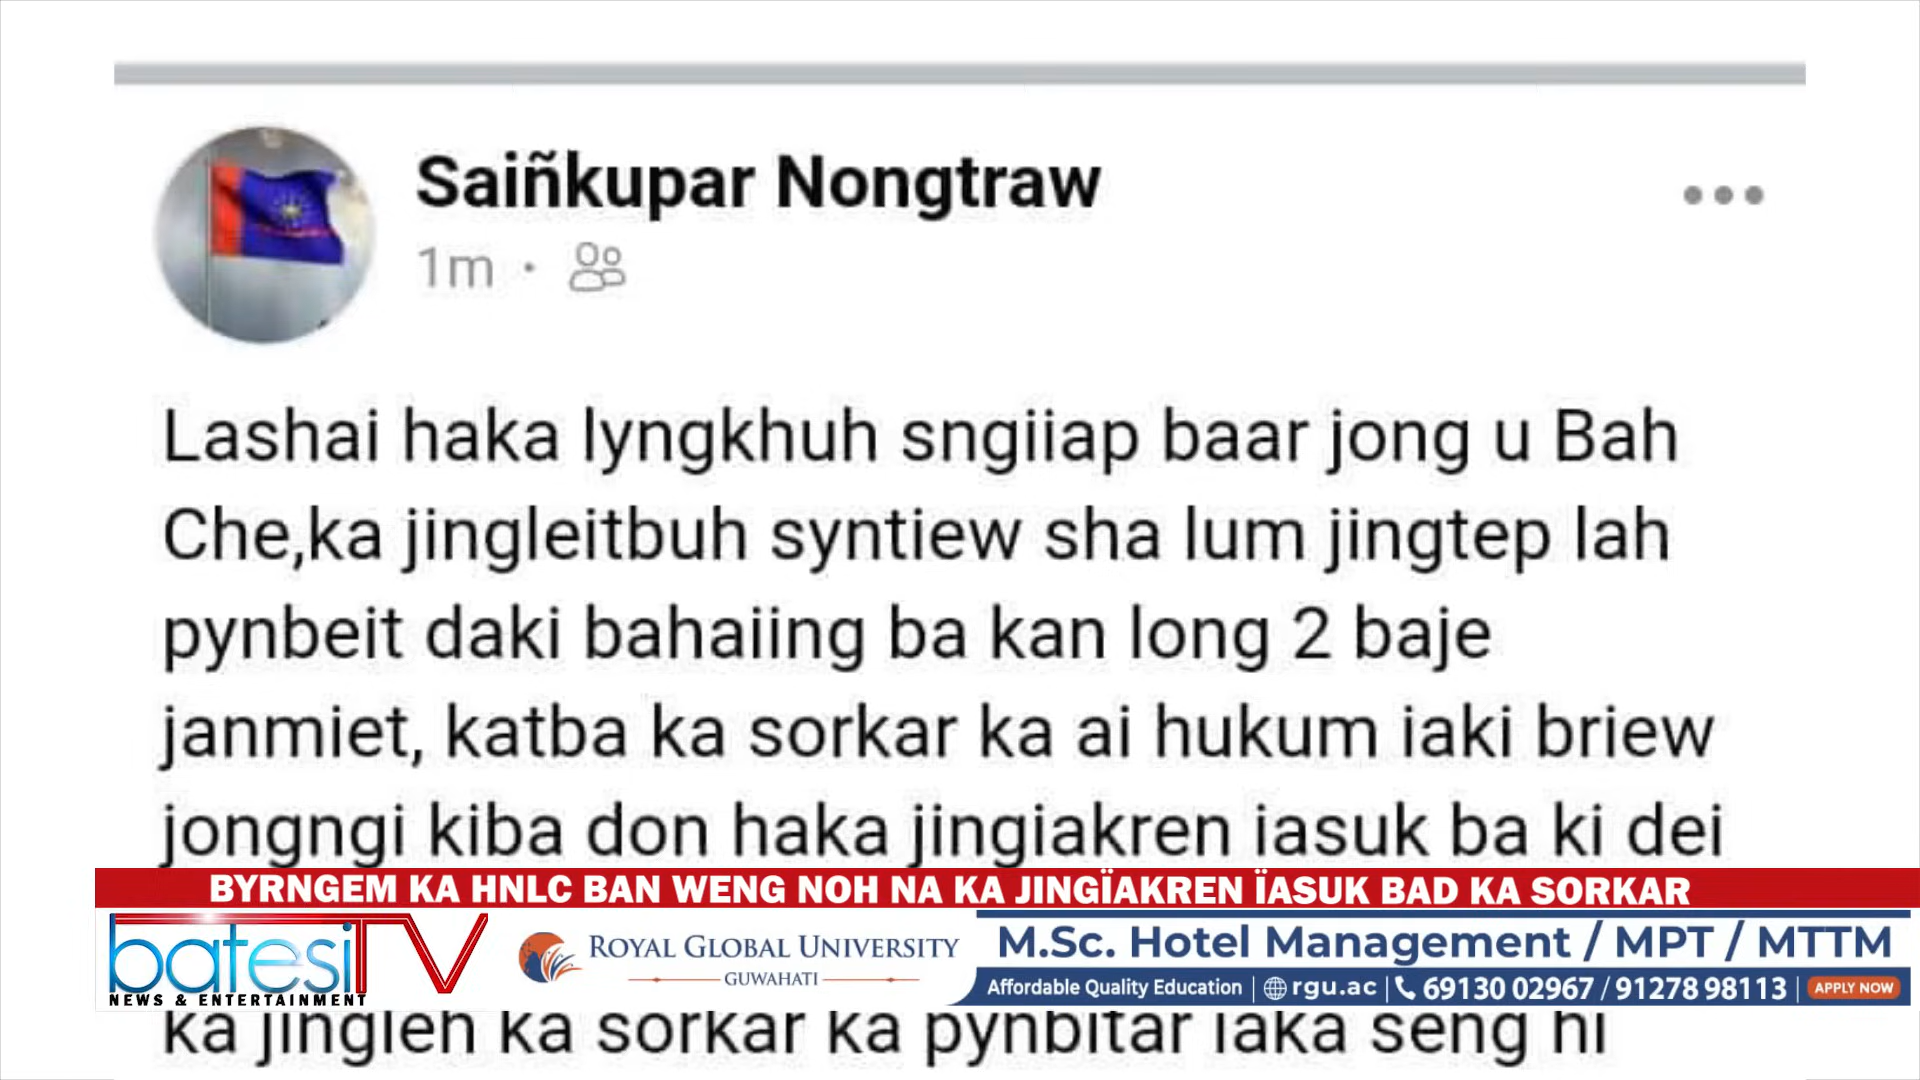 Saiñkupar Nongtraw
1m
Lashai haka lyngkhuh sngiiap baar jong u Bah
Che,ka jingleitbuh syntiew sha lum jingtep lah
pynbeit daki bahaiing ba kan long 2 baje
janmiet, katba ka sorkar ka ai hukum iaki briew
jongngi kiba don haka jingiakren iasuk ba ki dei
BYRNGEM KA HNLC BAN WENG NOH NA KA JINGÏAKREN ÏASUK BAD KA SORKAR
batesi TV
NEWS & ENTERTAINMENT
ROYAL GLOBAL UNIVERSITY
GUWAHATI
M.Sc. Hotel Management / MPT / MTTM
Affordable Quality Education | rgu.ac | 69130 02967 / 91278 98113 | APPLY NOW
ka jingleh ka sorkar ka pynbitar iaka seng hi